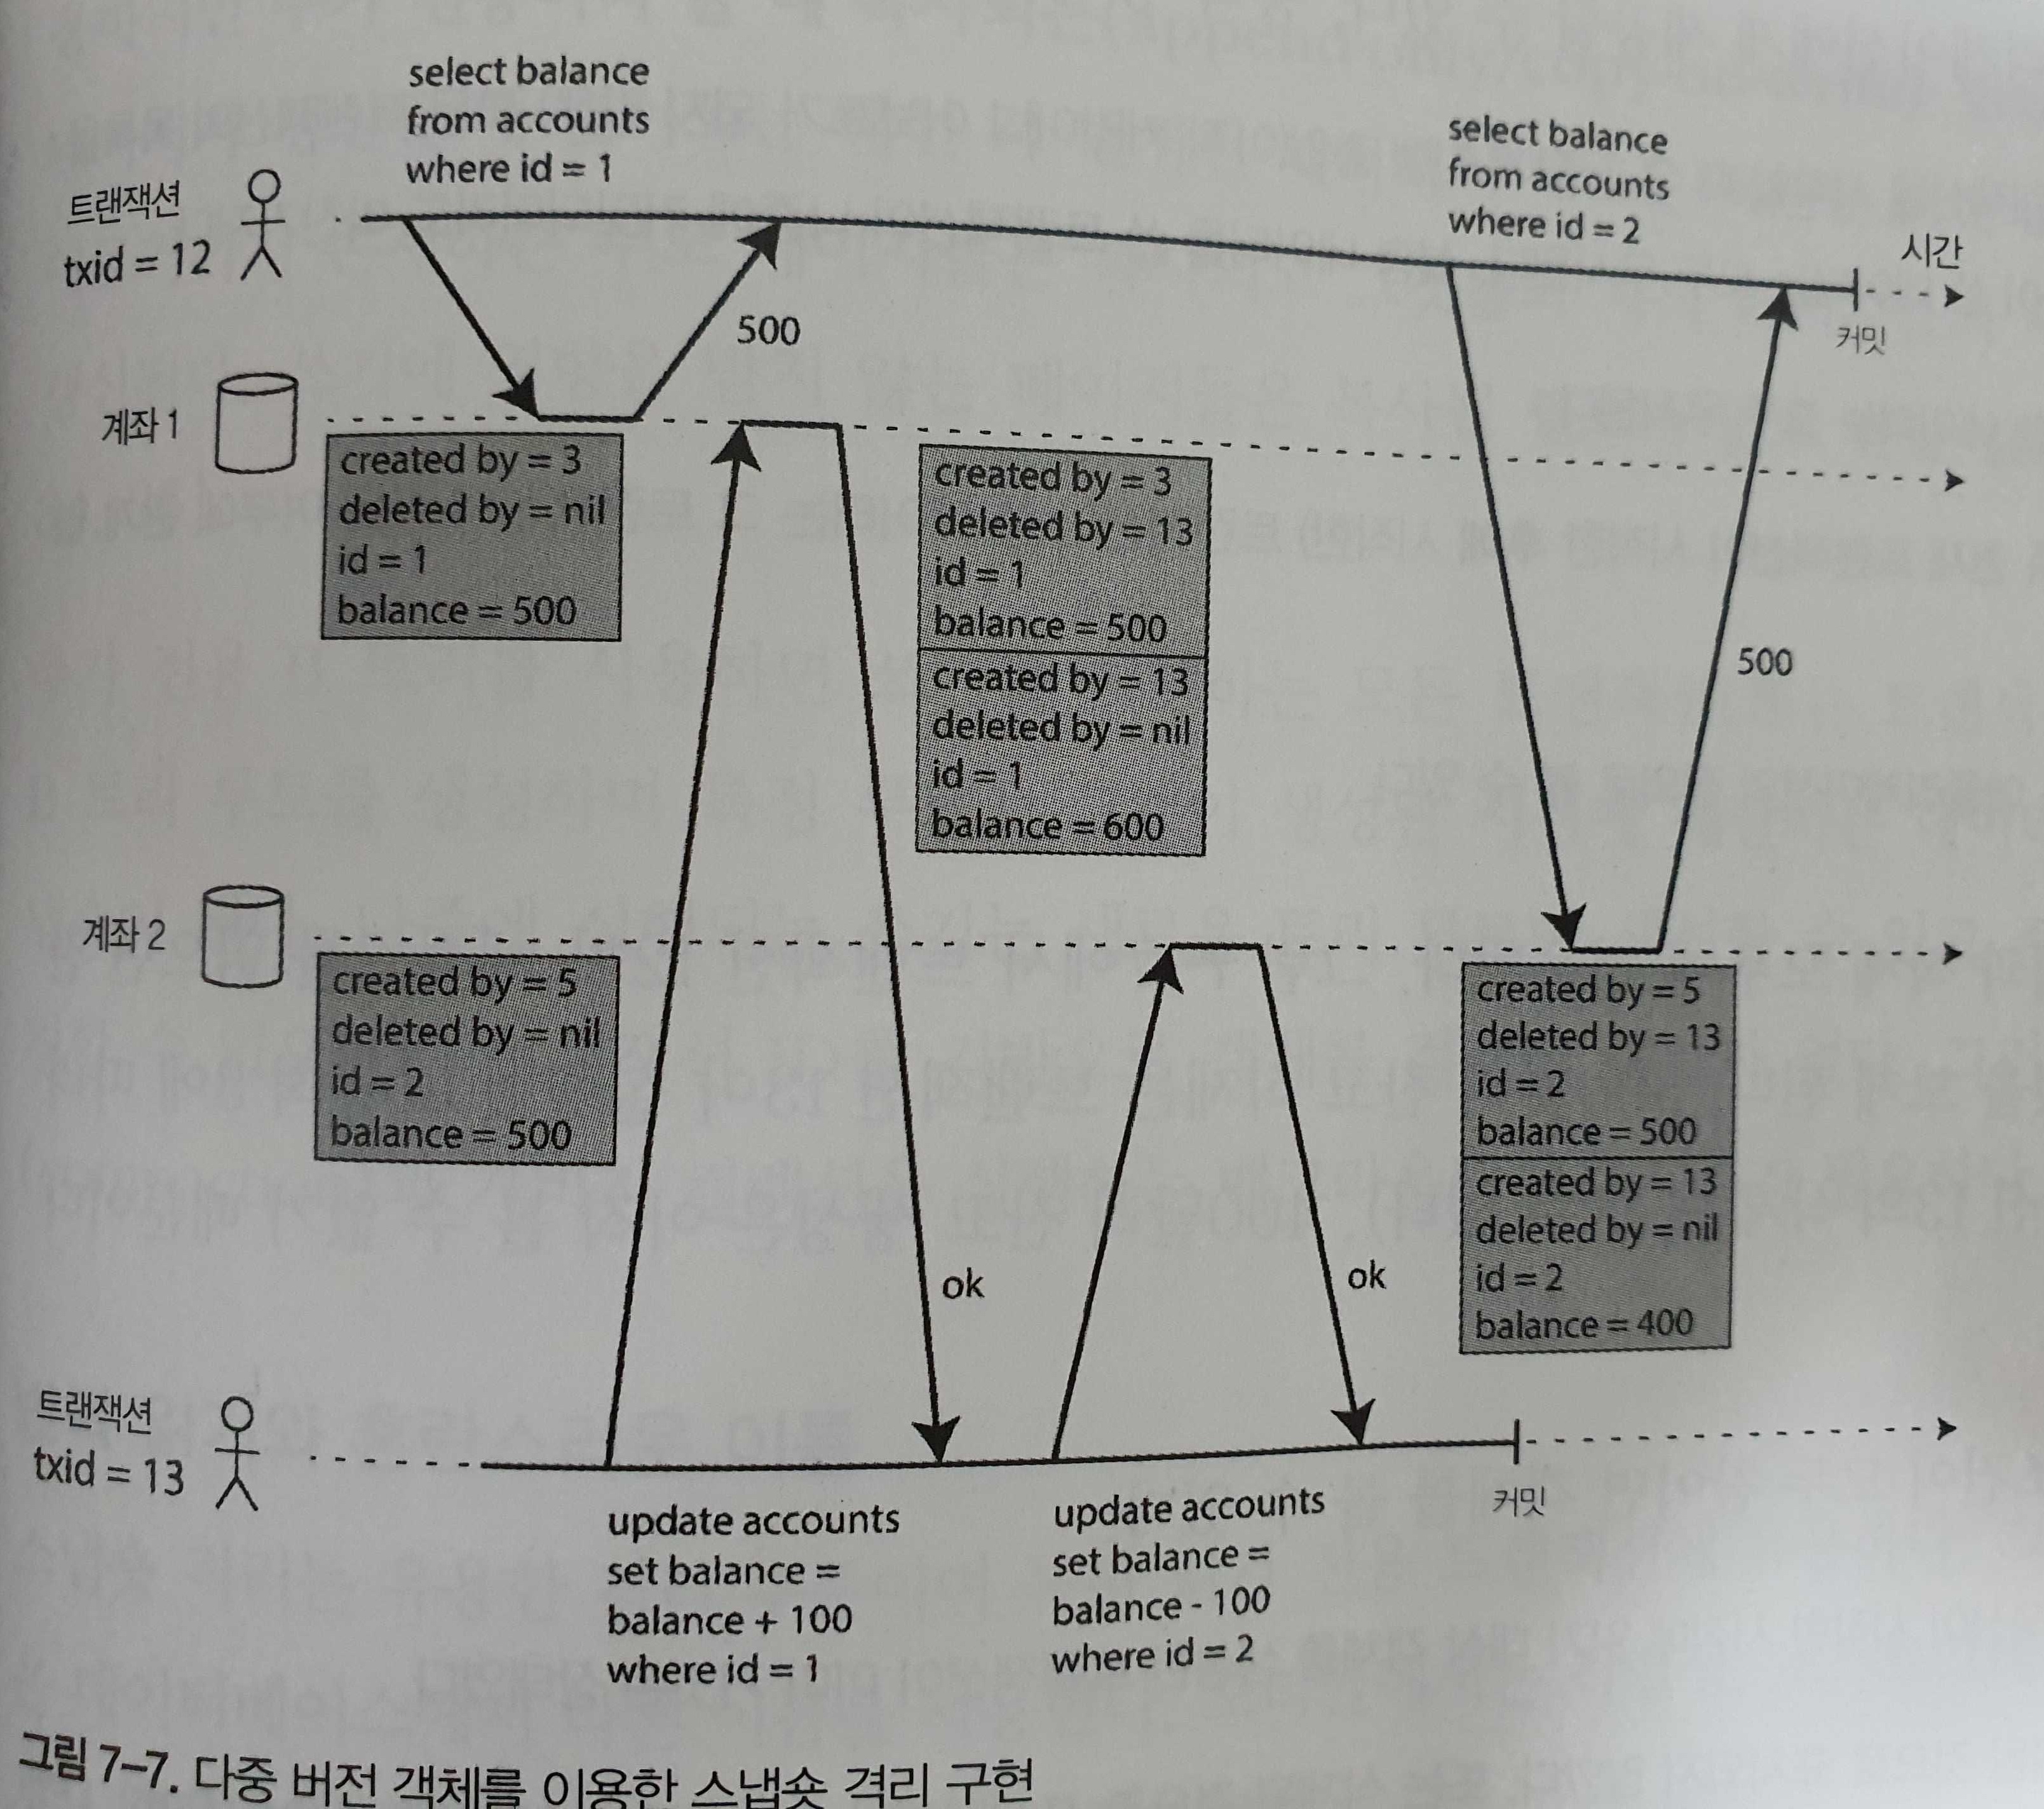 select balance
from accounts
where id = 1
select balance
from accounts
where id = 2
트랜잭션
txid = 12
시간
커밋
500
계좌 1
created by = 3
deleted by = nil
id = 1
balance = 500
created by = 3
deleted by = 13
id = 1
balance = 500
created by = 13
deleted by = nil
id = 1
balance = 600
500
계좌 2
created by = 5
deleted by = nil
id = 2
balance = 500
created by = 5
deleted by = 13
id = 2
balance = 500
created by = 13
deleted by = nil
id = 2
balance = 400
ok
ok
트랜잭션
txid = 13
커밋
update accounts
set balance =
balance + 100
where id = 1
update accounts
set balance =
balance - 100
where id = 2
그림 7-7. 다중 버전 객체를 이용한 스냅숏 격리 구현